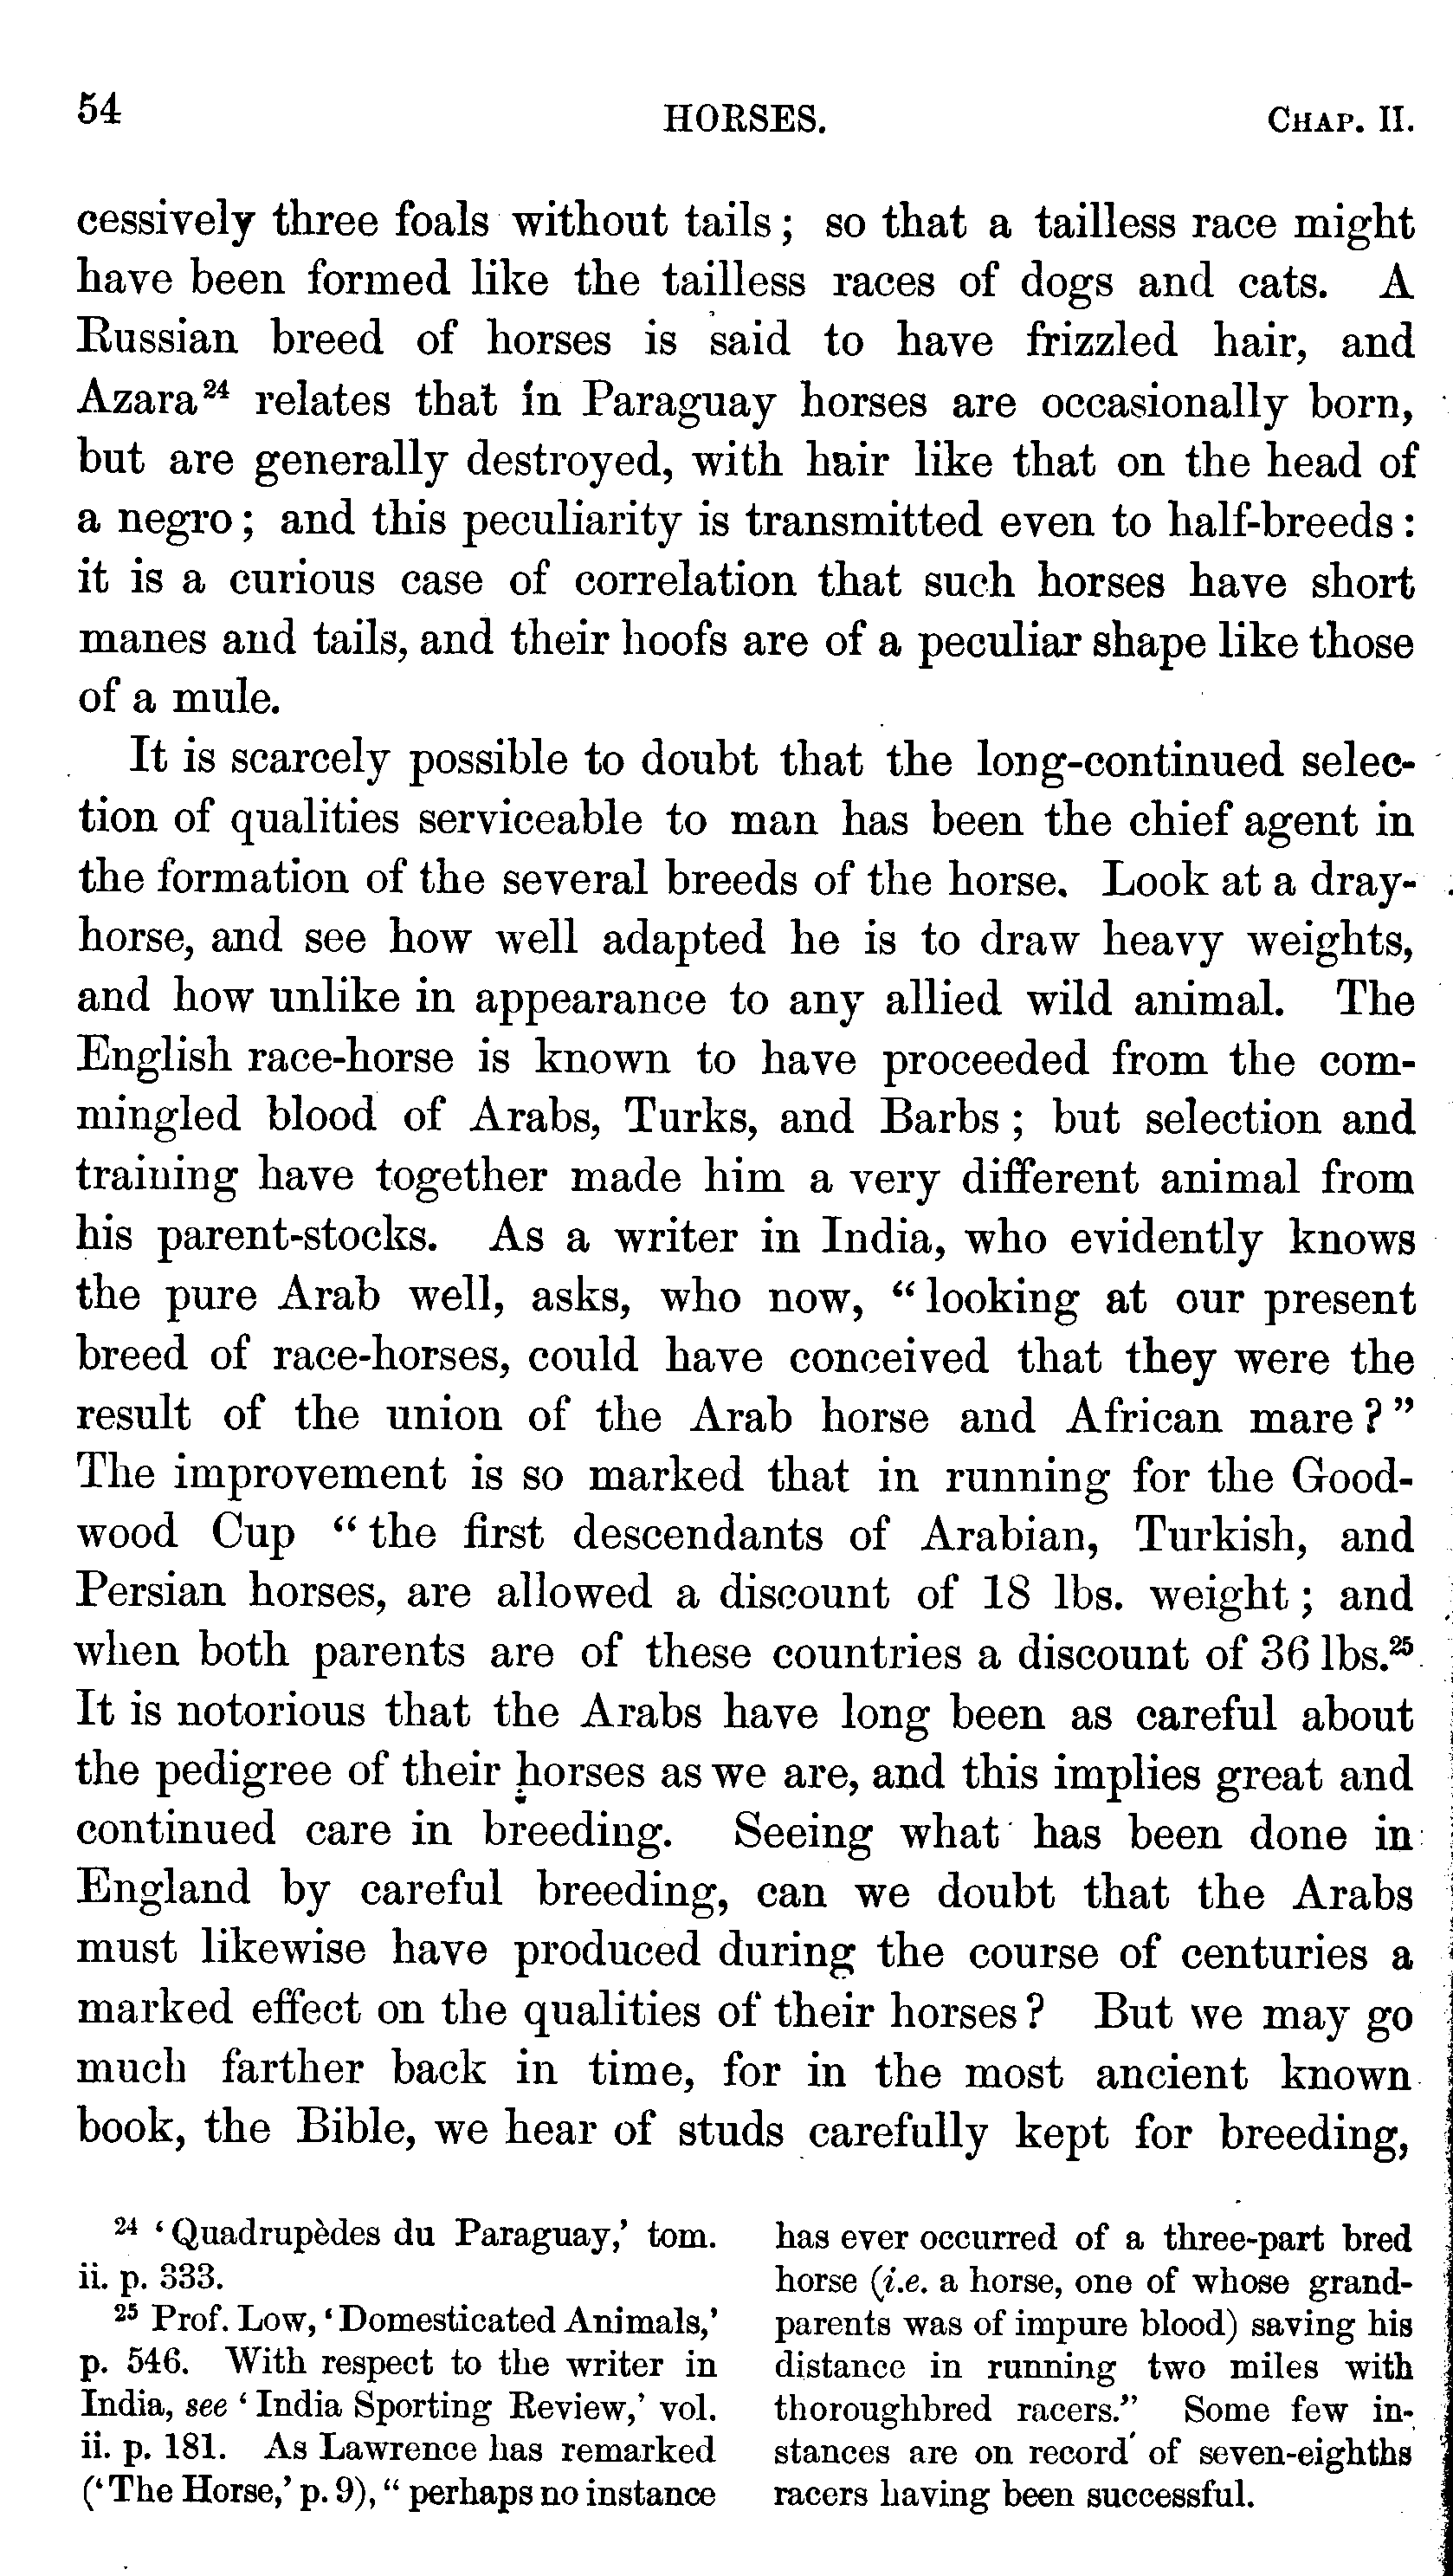 54 HORSES. CHAP. II.
cessively three foals without tails; so that a tailless race might
have been formed like the tailless races of dogs and cats. A
Russian breed of horses is said to have frizzled hair, and
Azara²⁴ relates that in Paraguay horses are occasionally born,
but are generally destroyed, with hair like that on the head of
a negro; and this peculiarity is transmitted even to half-breeds:
it is a curious case of correlation that such horses have short
manes and tails, and their hoofs are of a peculiar shape like those
of a mule.
It is scarcely possible to doubt that the long-continued selec-
tion of qualities serviceable to man has been the chief agent in
the formation of the several breeds of the horse. Look at a dray-
horse, and see how well adapted he is to draw heavy weights,
and how unlike in appearance to any allied wild animal. The
English race-horse is known to have proceeded from the com-
mingled blood of Arabs, Turks, and Barbs; but selection and
training have together made him a very different animal from
his parent-stocks. As a writer in India, who evidently knows
the pure Arab well, asks, who now, “looking at our present
breed of race-horses, could have conceived that they were the
result of the union of the Arab horse and African mare?”
The improvement is so marked that in running for the Good-
wood Cup “the first descendants of Arabian, Turkish, and
Persian horses, are allowed a discount of 18 lbs. weight; and
when both parents are of these countries a discount of 36 lbs.²⁵
It is notorious that the Arabs have long been as careful about
the pedigree of their horses as we are, and this implies great and
continued care in breeding. Seeing what has been done in
England by careful breeding, can we doubt that the Arabs
must likewise have produced during the course of centuries a
marked effect on the qualities of their horses? But we may go
much farther back in time, for in the most ancient known
book, the Bible, we hear of studs carefully kept for breeding,
²⁴ ‘Quadrupèdes du Paraguay,’ tom.
ii. p. 333.
²⁵ Prof. Low, ‘Domesticated Animals,’
p. 546. With respect to the writer in
India, see ‘India Sporting Review,’ vol.
ii. p. 181. As Lawrence has remarked
(‘The Horse,’ p. 9), “perhaps no instance
has ever occurred of a three-part bred
horse (i.e. a horse, one of whose grand-
parents was of impure blood) saving his
distance in running two miles with
thoroughbred racers.” Some few in-
stances are on record of seven-eighths
racers having been successful.